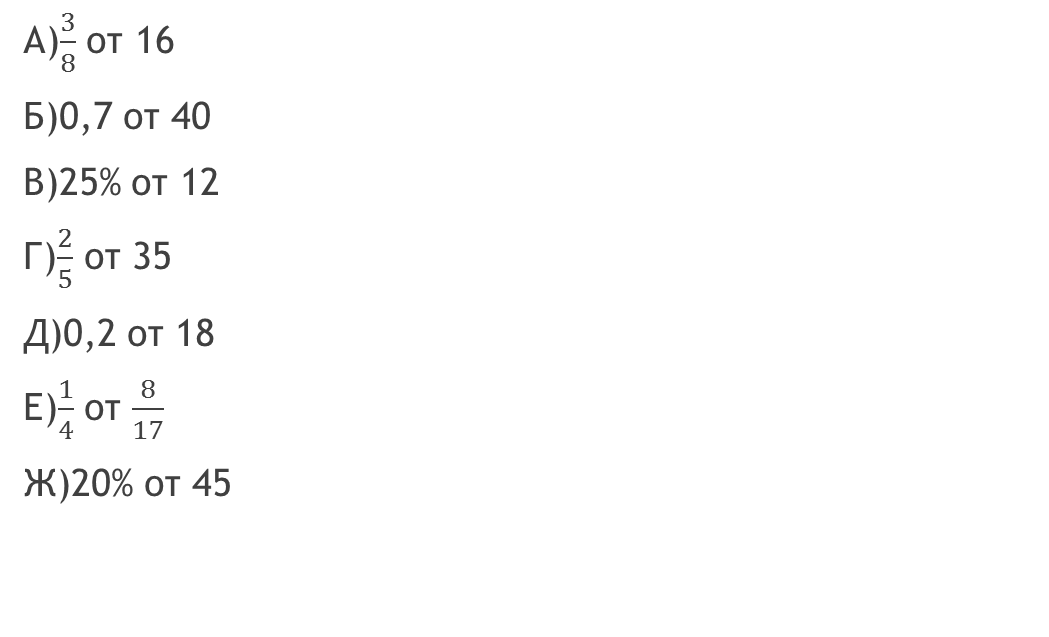 А)3/8 от 16
Б)0,7 от 40
В)25% от 12
Г)2/5 от 35
Д)0,2 от 18
Е)1/4 от 8/17
Ж)20% от 45